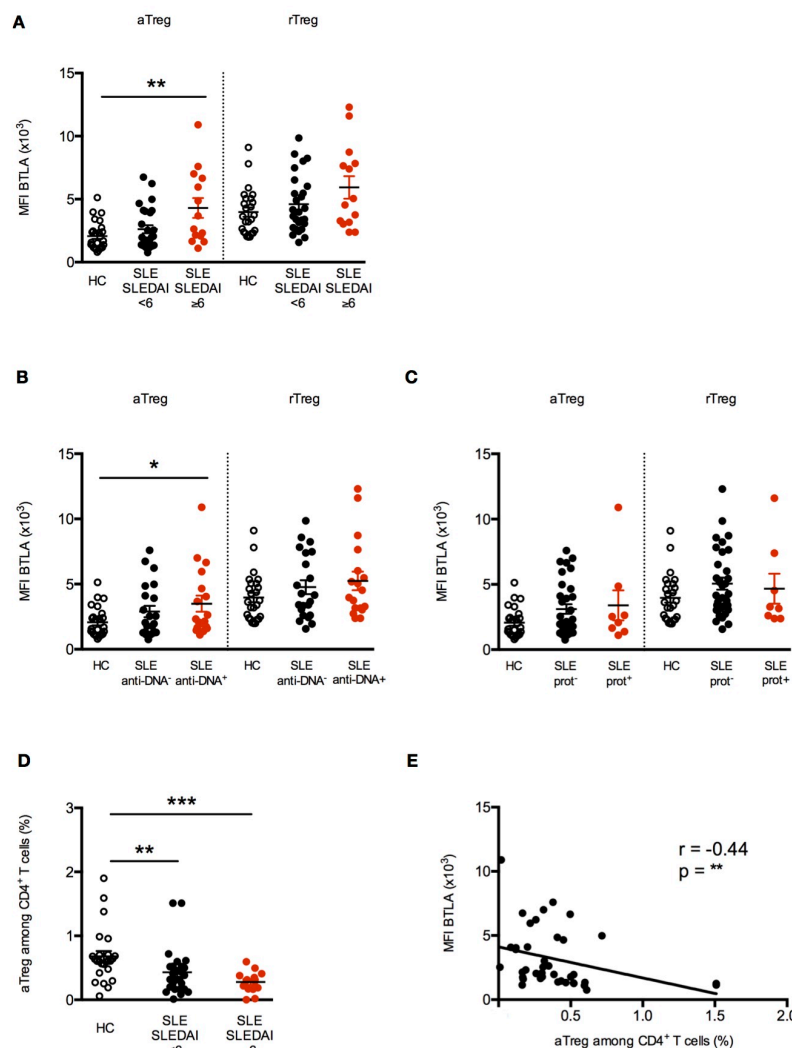 A
aTreg
rTreg
MFI BTLA (x10³)
15
10
5
0
**
HC
SLE
SLEDAI
<6
SLE
SLEDAI
≥6
HC
SLE
SLEDAI
<6
SLE
SLEDAI
≥6
B
aTreg
rTreg
MFI BTLA (x10³)
15
10
5
0
*
HC
SLE
anti-DNA⁻
SLE
anti-DNA⁺
HC
SLE
anti-DNA⁻
SLE
anti-DNA+
C
aTreg
rTreg
MFI BTLA (x10³)
15
10
5
0
HC
SLE
prot⁻
SLE
prot⁺
HC
SLE
prot⁻
SLE
prot+
D
aTreg among CD4⁺ T cells (%)
3
2
1
0
***
**
HC
SLE
SLEDAI
SLE
SLEDAI
E
MFI BTLA (x10³)
15
10
5
0
r = -0.44
p = **
0.5
1.0
1.5
2.0
aTreg among CD4⁺ T cells (%)